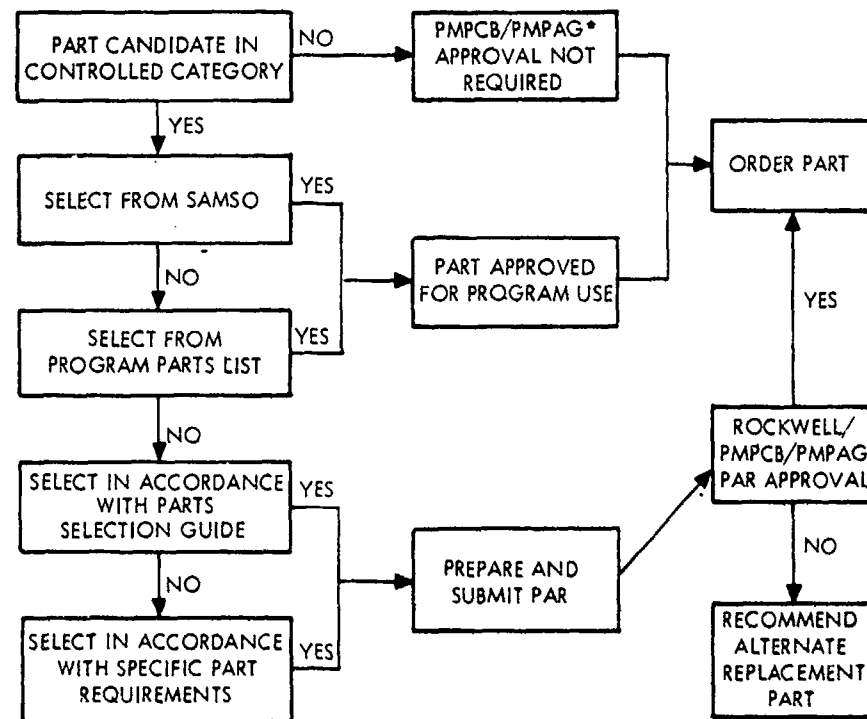 PART CANDIDATE IN
CONTROLLED CATEGORY
NO
PMPCB/PMPAG*
APPROVAL NOT
REQUIRED
YES
ORDER PART
SELECT FROM SAMSO
YES
NO
PART APPROVED
FOR PROGRAM USE
YES
SELECT FROM
PROGRAM PARTS LIST
YES
NO
ROCKWELL/
PMPCB/PMPAG
PAR APPROVAL
SELECT IN ACCORDANCE
WITH PARTS
SELECTION GUIDE
YES
NO
PREPARE AND
SUBMIT PAR
NO
SELECT IN ACCORDANCE
WITH SPECIFIC PART
REQUIREMENTS
YES
RECOMMEND
ALTERNATE
REPLACEMENT
PART